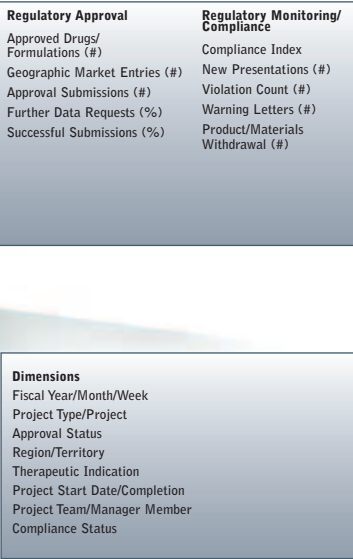 Regulatory Approval
Approved Drugs/
Formulations (#)
Geographic Market Entries (#)
Approval Submissions (#)
Further Data Requests (%)
Successful Submissions (%)
Regulatory Monitoring/
Compliance
Compliance Index
New Presentations (#)
Violation Count (#)
Warning Letters (#)
Product/Materials
Withdrawal (#)
Dimensions
Fiscal Year/Month/Week
Project Type/Project
Approval Status
Region/Territory
Therapeutic Indication
Project Start Date/Completion
Project Team/Manager Member
Compliance Status